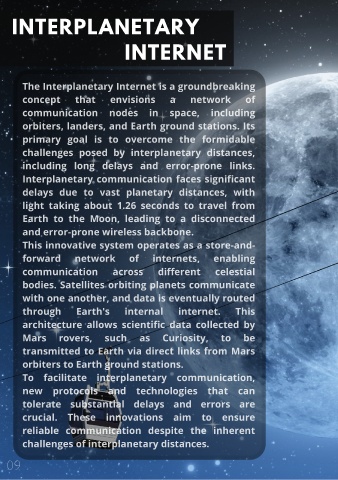 INTERPLANETARY
INTERNET
The Interplanetary Internet is a groundbreaking
concept that envisions a network of
communication nodes in space, including
orbiters, landers, and Earth ground stations. Its
primary goal is to overcome the formidable
challenges posed by interplanetary distances,
including long delays and error-prone links.
Interplanetary communication faces significant
delays due to vast planetary distances, with
light taking about 1.26 seconds to travel from
Earth to the Moon, leading to a disconnected
and error-prone wireless backbone.
This innovative system operates as a store-and-
forward network of internets, enabling
communication across different celestial
bodies. Satellites orbiting planets communicate
with one another, and data is eventually routed
through Earth's internal internet. This
architecture allows scientific data collected by
Mars rovers, such as Curiosity, to be
transmitted to Earth via direct links from Mars
orbiters to Earth ground stations.
To facilitate interplanetary communication,
new protocols and technologies that can
tolerate substantial delays and errors are
crucial. These innovations aim to ensure
reliable communication despite the inherent
challenges of interplanetary distances.
09